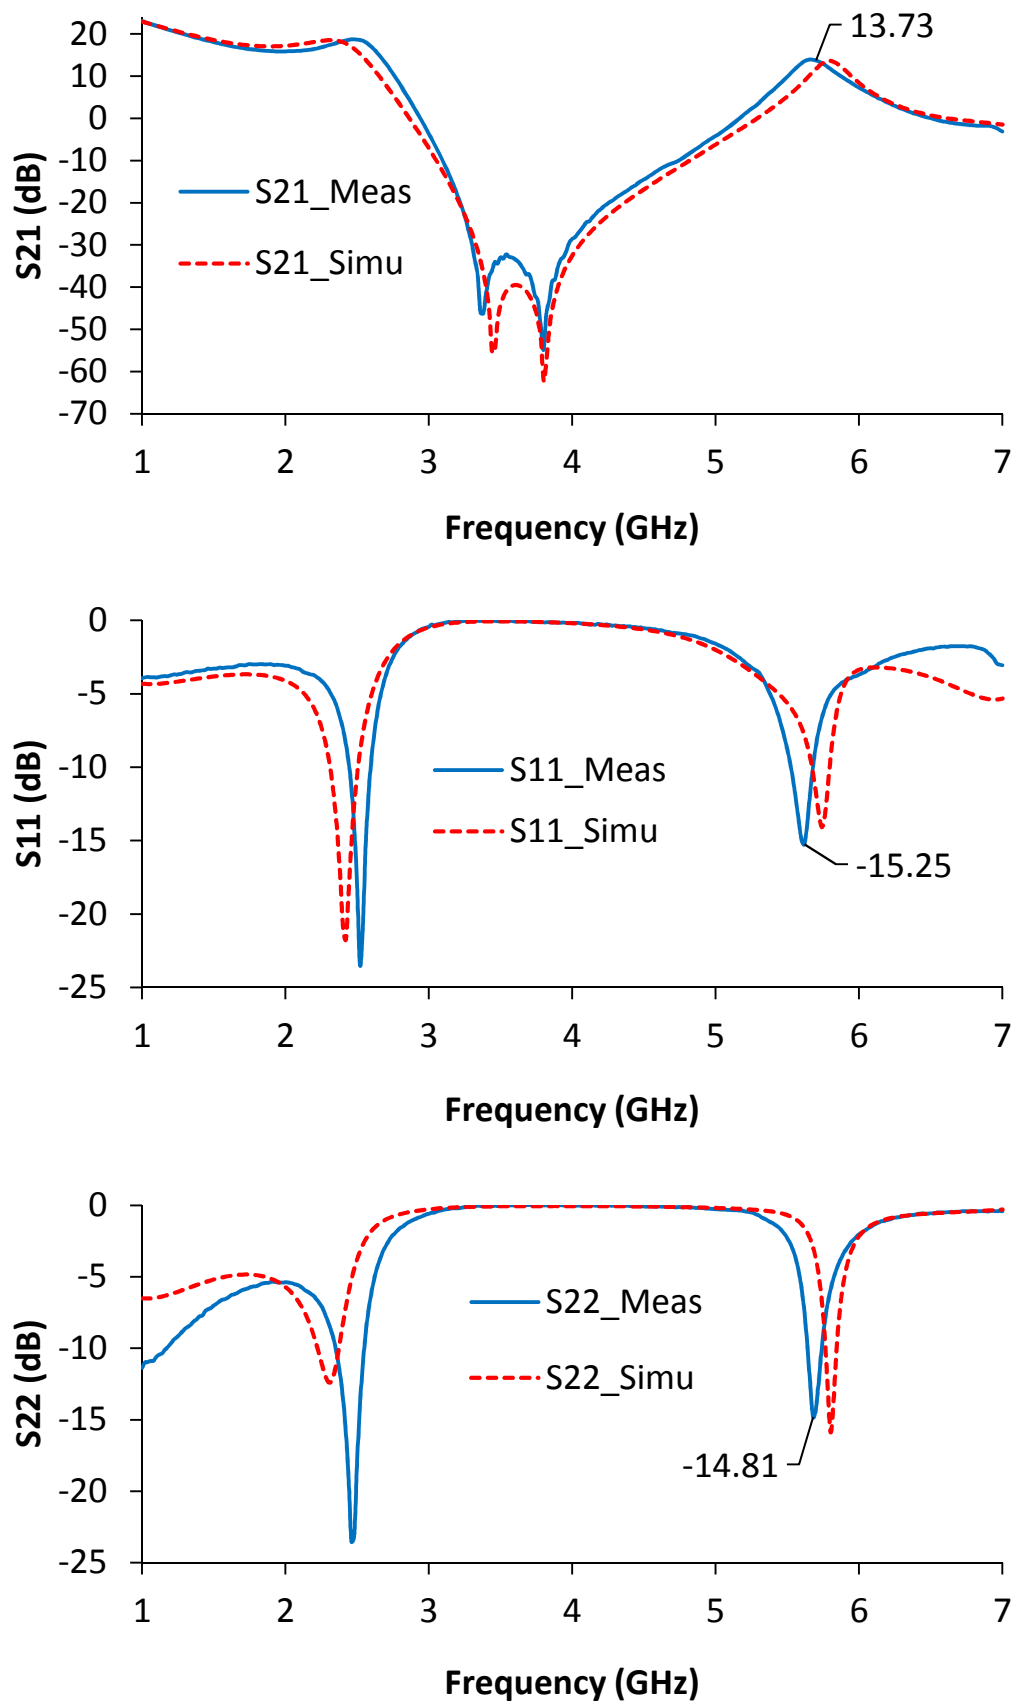 13.73
20
10
0
-10
-20
-30
-40
-50
-60
-70
S21 (dB)
S21_Meas
S21_Simu
1 2 3 4 5 6 7
Frequency (GHz)
0
-5
-10
-15
-20
-25
S11 (dB)
S11_Meas
S11_Simu
-15.25
1 2 3 4 5 6 7
Frequency (GHz)
0
-5
-10
-15
-20
-25
S22 (dB)
S22_Meas
S22_Simu
-14.81
1 2 3 4 5 6 7
Frequency (GHz)